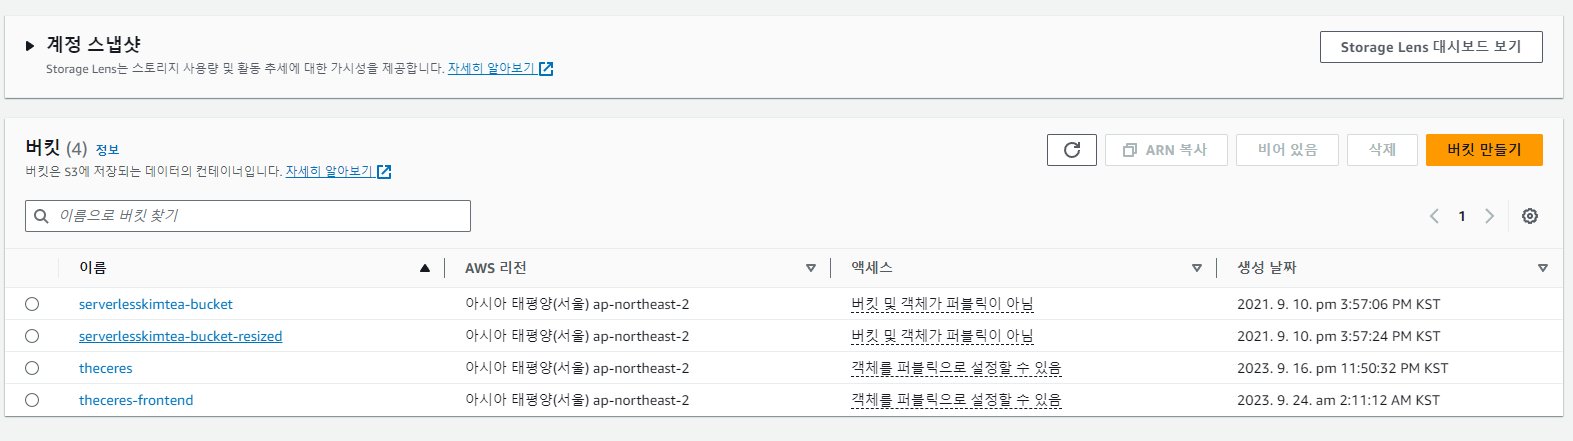 계정 스냅샷
Storage Lens 대시보드 보기
Storage Lens는 스토리지 사용량 및 활동 추세에 대한 가시성을 제공합니다. 자세히 알아보기
버킷 (4) 정보
ARN 복사 비어 있음 삭제 버킷 만들기
버킷은 S3에 저장되는 데이터의 컨테이너입니다. 자세히 알아보기
이름으로 버킷 찾기
1
이름 AWS 리전 액세스 생성 날짜
serverlesskimtea-bucket 아시아 태평양(서울) ap-northeast-2 버킷 및 객체가 퍼블릭이 아님 2021. 9. 10. pm 3:57:06 PM KST
serverlesskimtea-bucket-resized 아시아 태평양(서울) ap-northeast-2 버킷 및 객체가 퍼블릭이 아님 2021. 9. 10. pm 3:57:24 PM KST
theceres 아시아 태평양(서울) ap-northeast-2 객체를 퍼블릭으로 설정할 수 있음 2023. 9. 16. pm 11:50:32 PM KST
theceres-frontend 아시아 태평양(서울) ap-northeast-2 객체를 퍼블릭으로 설정할 수 있음 2023. 9. 24. am 2:11:12 AM KST